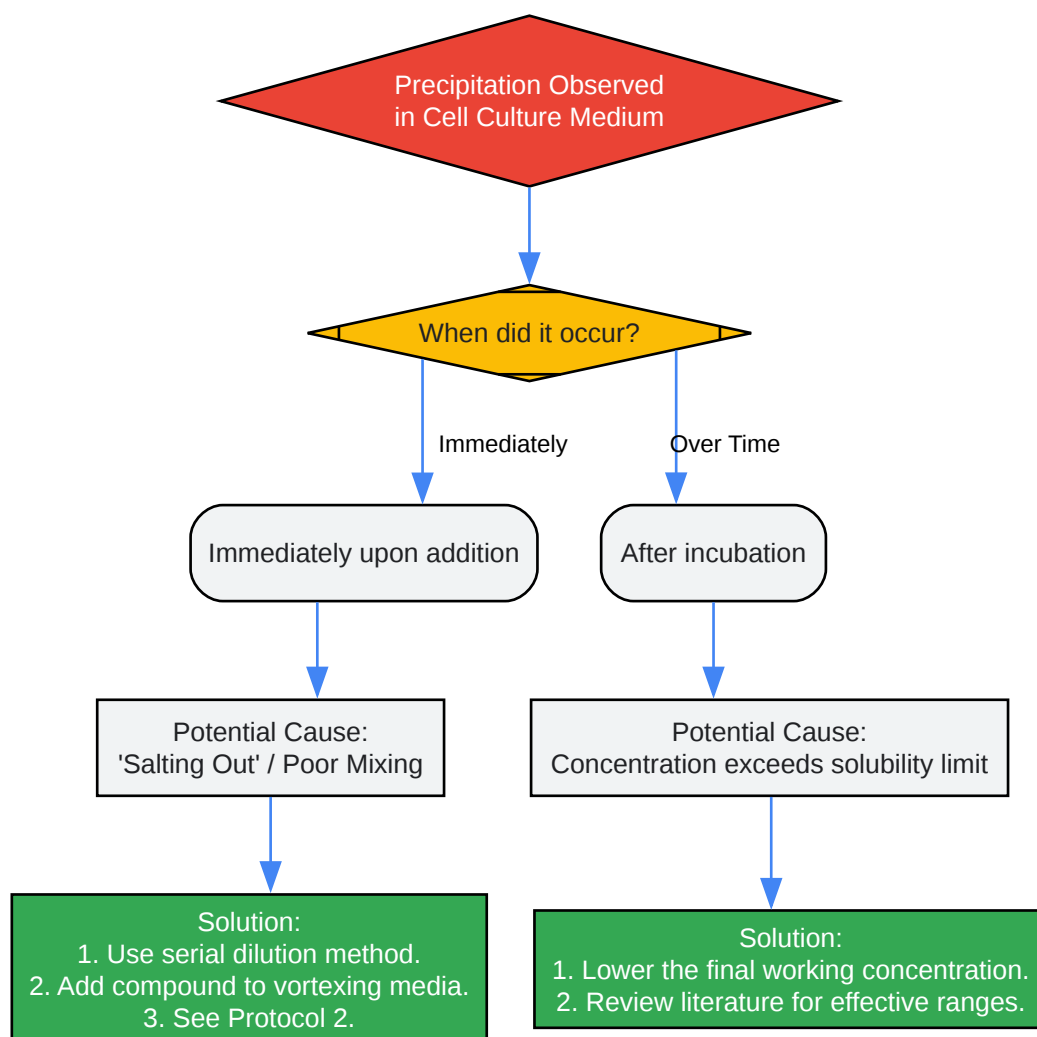 Precipitation Observed
in Cell Culture Medium
When did it occur?
Immediately
Over Time
Immediately upon addition
After incubation
Potential Cause:
'Salting Out' / Poor Mixing
Potential Cause:
Concentration exceeds solubility limit
Solution:
1. Use serial dilution method.
2. Add compound to vortexing media.
3. See Protocol 2.
Solution:
1. Lower the final working concentration.
2. Review literature for effective ranges.